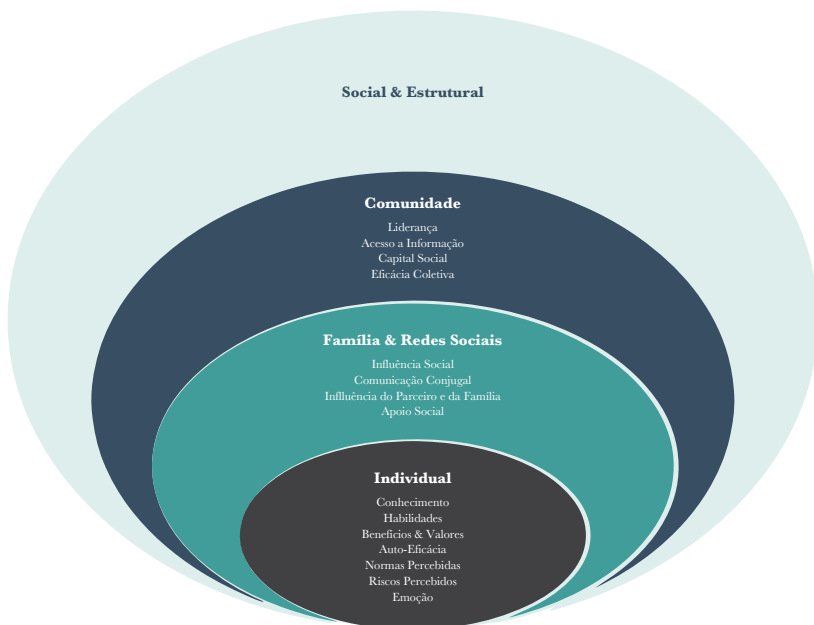 Social & Estrutural
Comunidade
Liderança
Acesso a Informação
Capital Social
Eficácia Coletiva
Família & Redes Sociais
Influência Social
Comunicação Conjugal
Inflluência do Parceiro e da Família
Apoio Social
Individual
Conhecimento
Habilidades
Benefícios & Valores
Auto-Eficácia
Normas Percebidas
Riscos Percebidos
Emoção